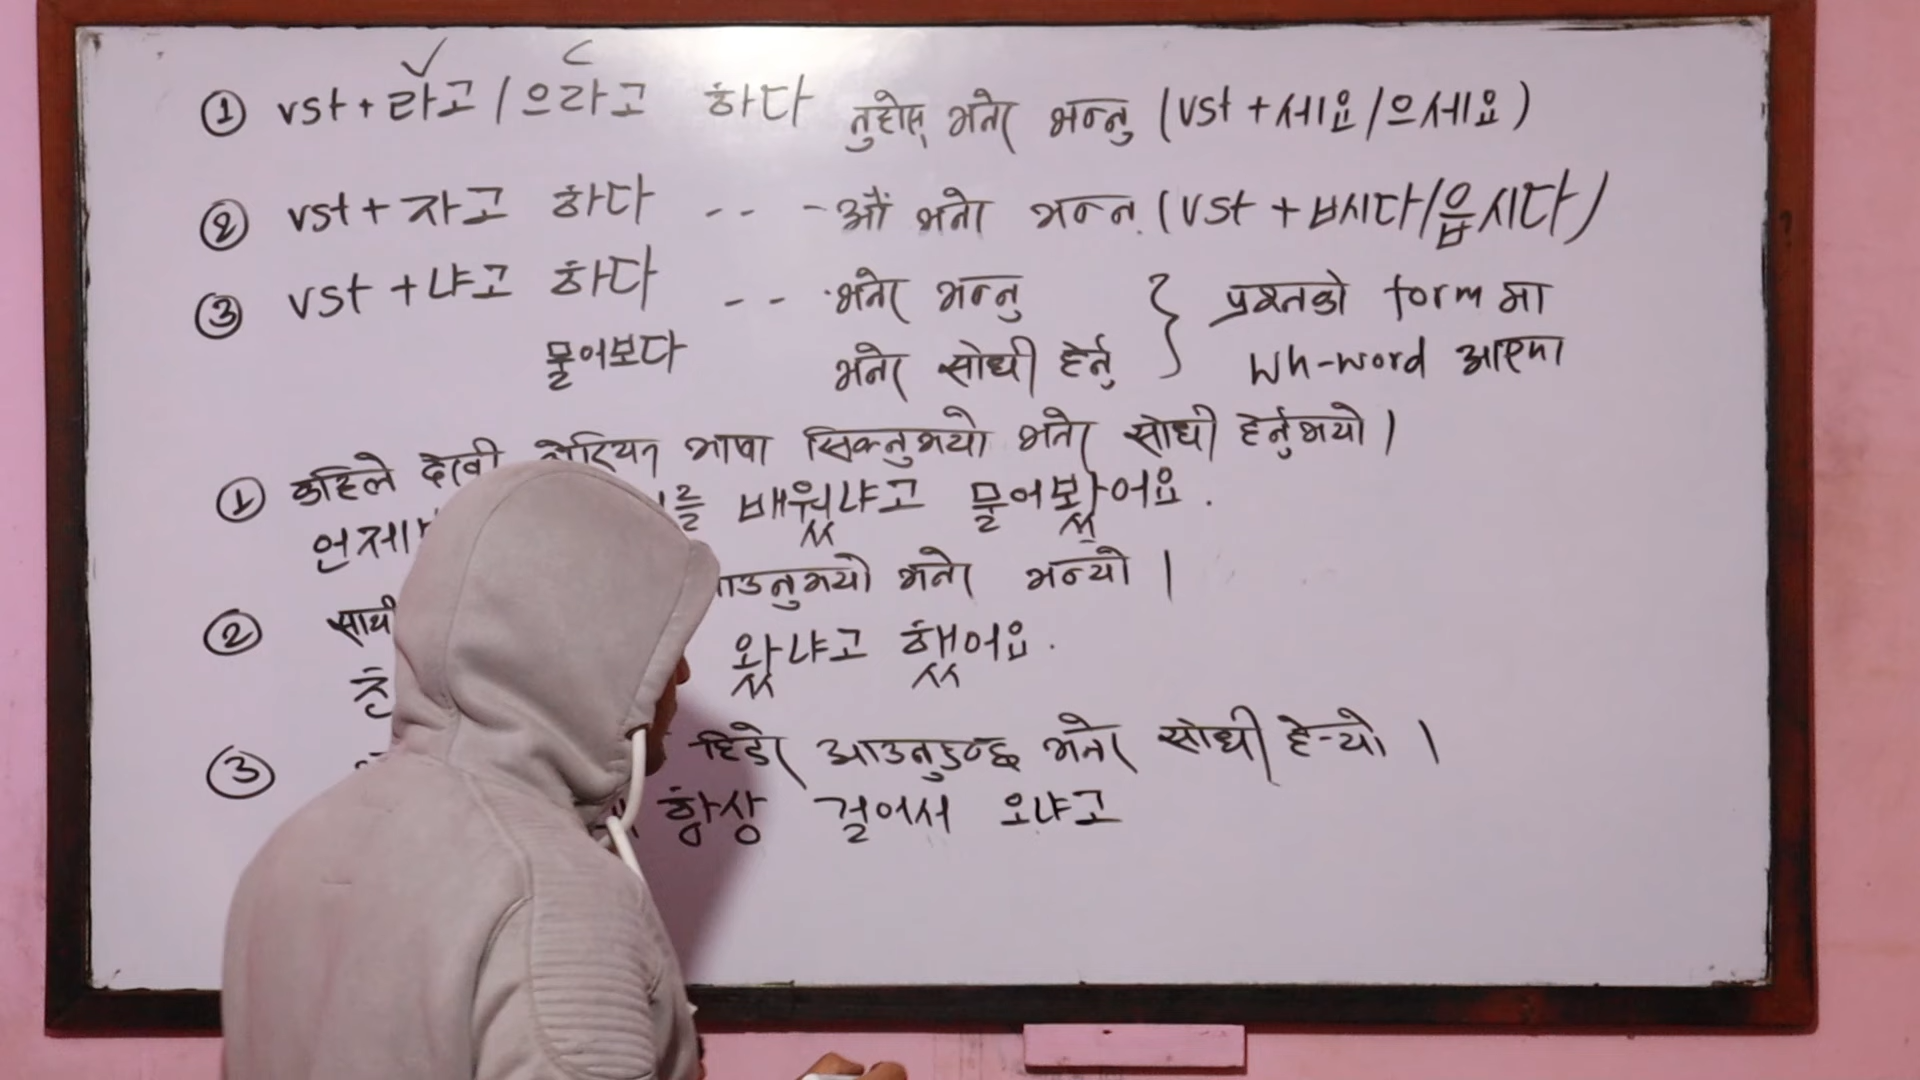 ✓ C
① vst + 라고 / 으라고 하다 नुहोस् भनेर भन्नु (vst + 세요/으세요)
② vst + 자고 하다 - - - औं भनेर भन्न (vst + ㅂ시다/읍시다)
③ vst + 냐고 하다 - - · भनेर भन्नु } प्रश्नको form मा
물어보다 भनेर सोधी हेर्नु wh-word आएमा
① कहिले देखी कोरियन भाषा सिक्नुभयो भनेर सोधी हेर्नुभयो।
언제 를 배웠냐고 물어봤어요.
② साथी आउनुभयो भनेर भन्यो।
친 왔냐고 했어요.
③ हिडेर आउनुहुन्छ भनेर सोधी हेर्‍यो।
항상 걸어서 오냐고